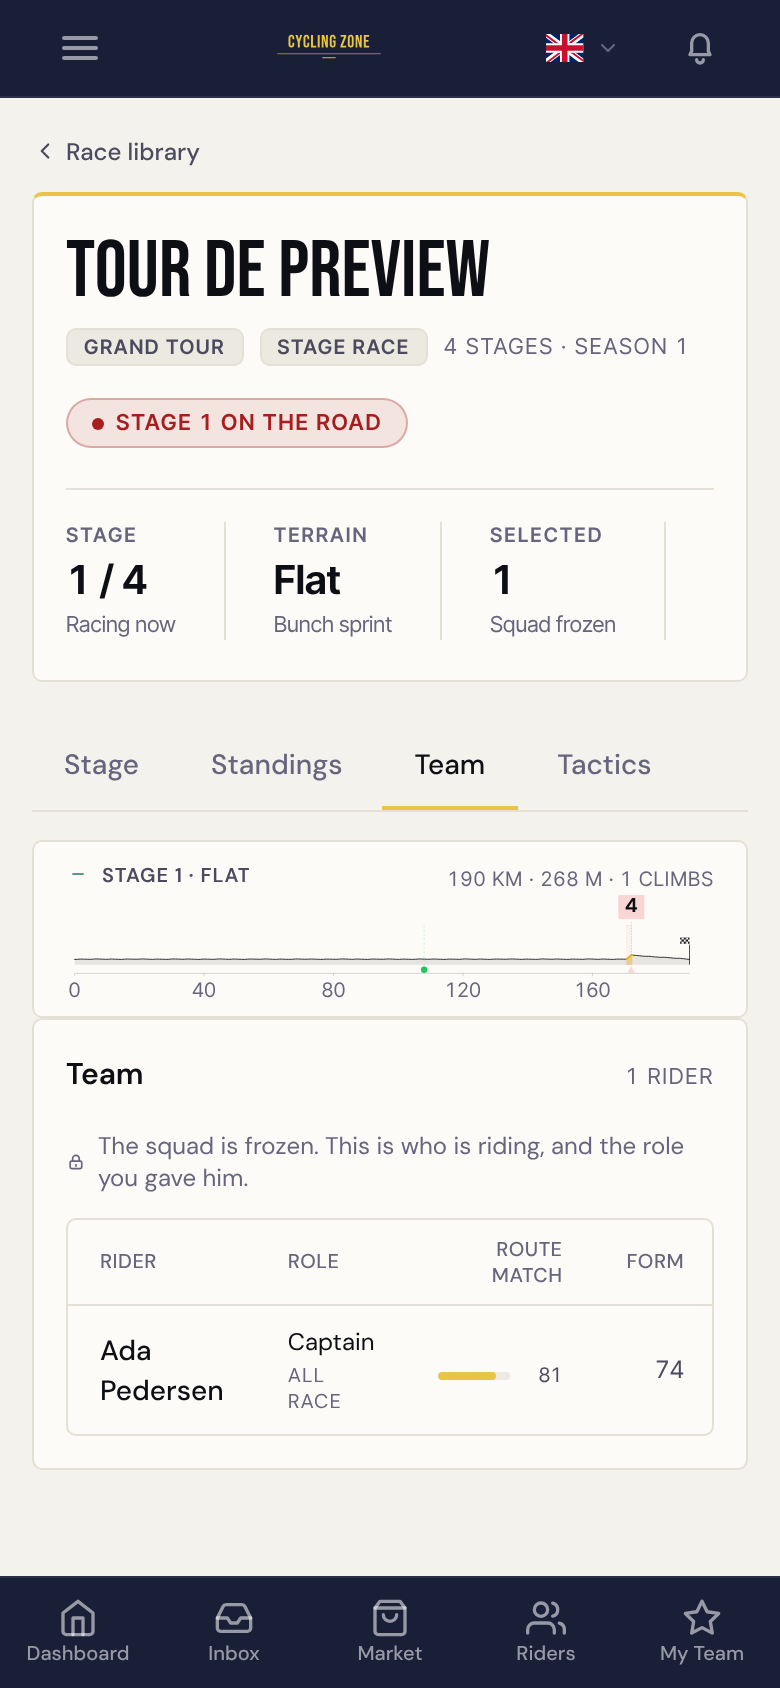 CYCLING ZONE
Race library
TOUR DE PREVIEW
GRAND TOUR STAGE RACE 4 STAGES · SEASON 1
STAGE 1 ON THE ROAD
STAGE TERRAIN SELECTED
1 / 4 Flat 1
Racing now Bunch sprint Squad frozen
Stage Standings Team Tactics
STAGE 1 · FLAT 190 KM · 268 M · 1 CLIMBS
4
0 40 80 120 160
Team 1 RIDER
The squad is frozen. This is who is riding, and the role
you gave him.
RIDER ROLE ROUTE MATCH FORM
Ada Pedersen Captain ALL RACE 81 74
Dashboard Inbox Market Riders My Team